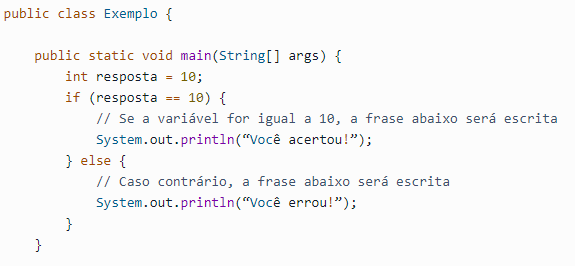 public class Exemplo {
public static void main(String[] args) {
int resposta = 10;
if (resposta == 10) {
// Se a variável for igual a 10, a frase abaixo será escrita
System.out.println(“Você acertou!”);
} else {
// Caso contrário, a frase abaixo será escrita
System.out.println(“Você errou!”);
}
}